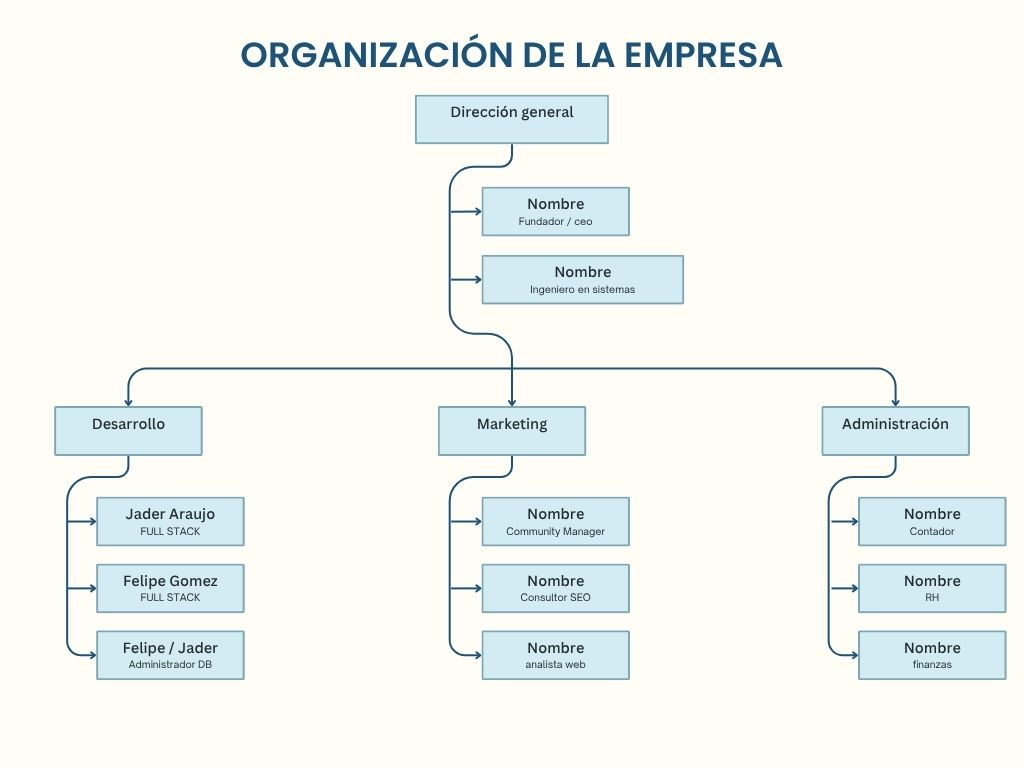 ORGANIZACIÓN DE LA EMPRESA
Dirección general
Nombre
Fundador / ceo
Nombre
Ingeniero en sistemas
Desarrollo
Jader Araujo
FULL STACK
Felipe Gomez
FULL STACK
Felipe / Jader
Administrador DB
Marketing
Nombre
Community Manager
Nombre
Consultor SEO
Nombre
analista web
Administración
Nombre
Contador
Nombre
RH
Nombre
finanzas